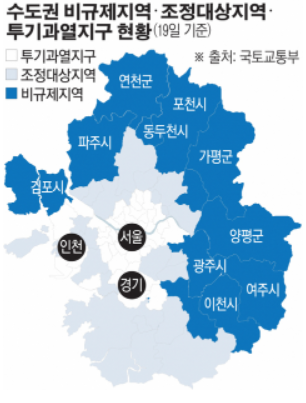 수도권 비규제지역·조정대상지역·
투기과열지구 현황(19일 기준)
투기과열지구
※ 출처: 국토교통부
조정대상지역
비규제지역
연천군
포천시
동두천시
파주시
가평군
김포시
양평군
서울
인천
광주시
경기
여주시
이천시